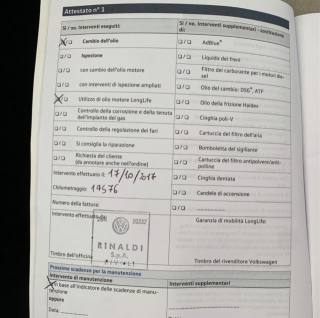 Attestato n° 1
Sì / no. Interventi eseguiti
Sì / no. Interventi supplementari - sostituzione di
Cambio dell'olio
AdBlue®
Ispezione
Liquido dei freni
con cambio dell'olio motore
Filtro del carburante per i motori diesel
con interventi di ispezione ampliati
Olio del cambio: DSG®, ATF
Utilizzo di olio motore LongLife
Olio della frizione Haldex
Controllo della corrosione e della tenuta dell'impianto del gas
Cinghia poli-V
Controllo della regolazione dei fari
Cartuccia del filtro dell'aria
Si consiglia la riparazione
Bomboletta del sigillante
Richiesta del cliente
(da annotare anche nell'ordine)
Cartuccia del filtro antipolvere/antipolline
Intervento effettuato il: 17/10/2017
Cinghia dentata
Chilometraggio: 19576
Candele di accensione
Numero della fattura:
Intervento effettuato da:
Garanzia di mobilità LongLife:
RINALDI
S.p.A.
Timbro dell'officina
Timbro del rivenditore Volkswagen
Prossime scadenze per la manutenzione
Intervento di manutenzione
Interventi supplementari
in base all'indicatore delle scadenze di manutenzione
oppure
Data: